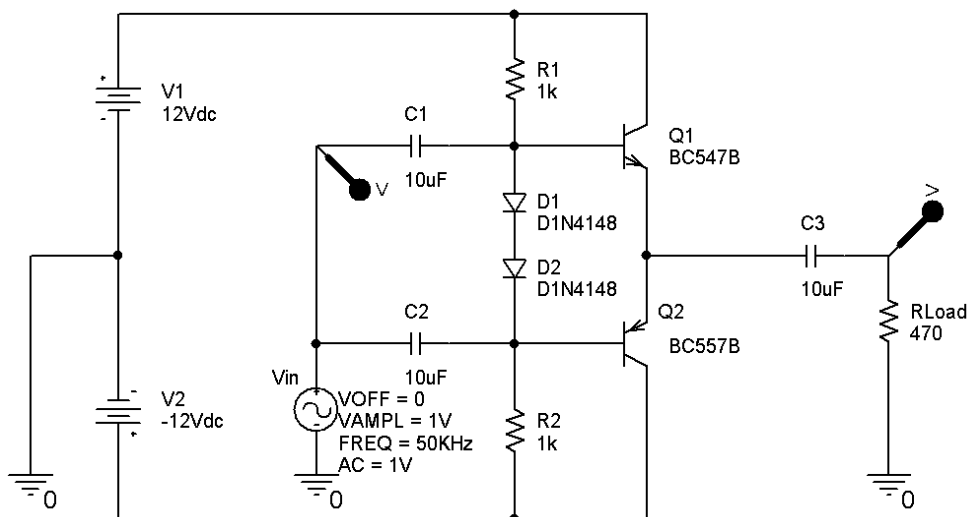 R1
1k
V1
12Vdc
+
-
C1
10uF
Q1
BC547B
V
D1
D1N4148
V
C3
10uF
D2
D1N4148
C2
10uF
Q2
BC557B
RLoad
470
Vin
+
-
VOFF = 0
VAMPL = 1V
FREQ = 50KHz
AC = 1V
V2
-12Vdc
-
+
R2
1k
0
0
0